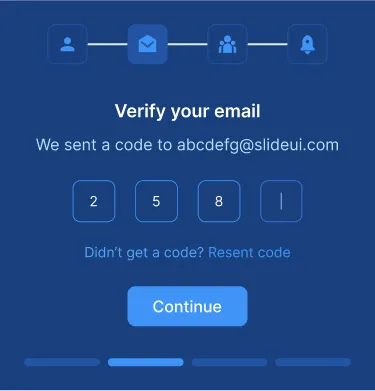 Verify your email
We sent a code to abcdefg@slideui.com
2 5 8
Didn't get a code? Resent code
Continue